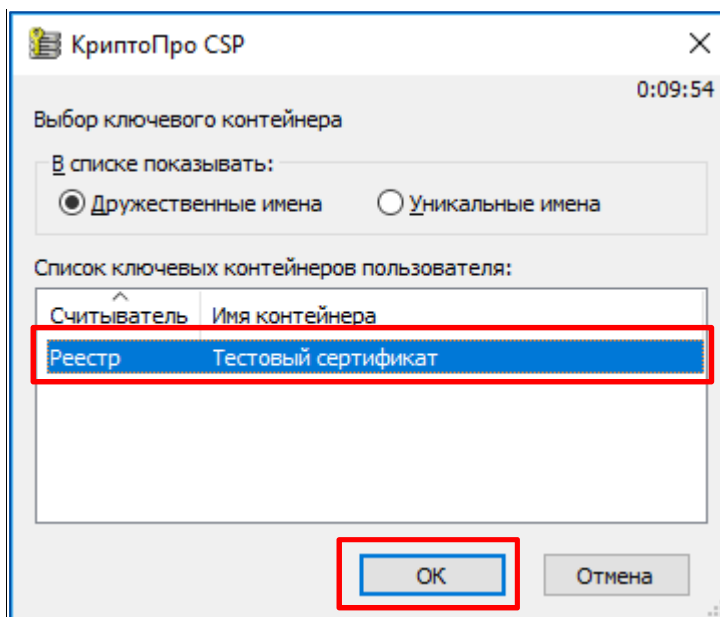 КриптоПро CSP
0:09:54
Выбор ключевого контейнера
В списке показывать:
Дружественные имена Уникальные имена
Список ключевых контейнеров пользователя:
Считыватель Имя контейнера
Реестр Тестовый сертификат
ОК Отмена